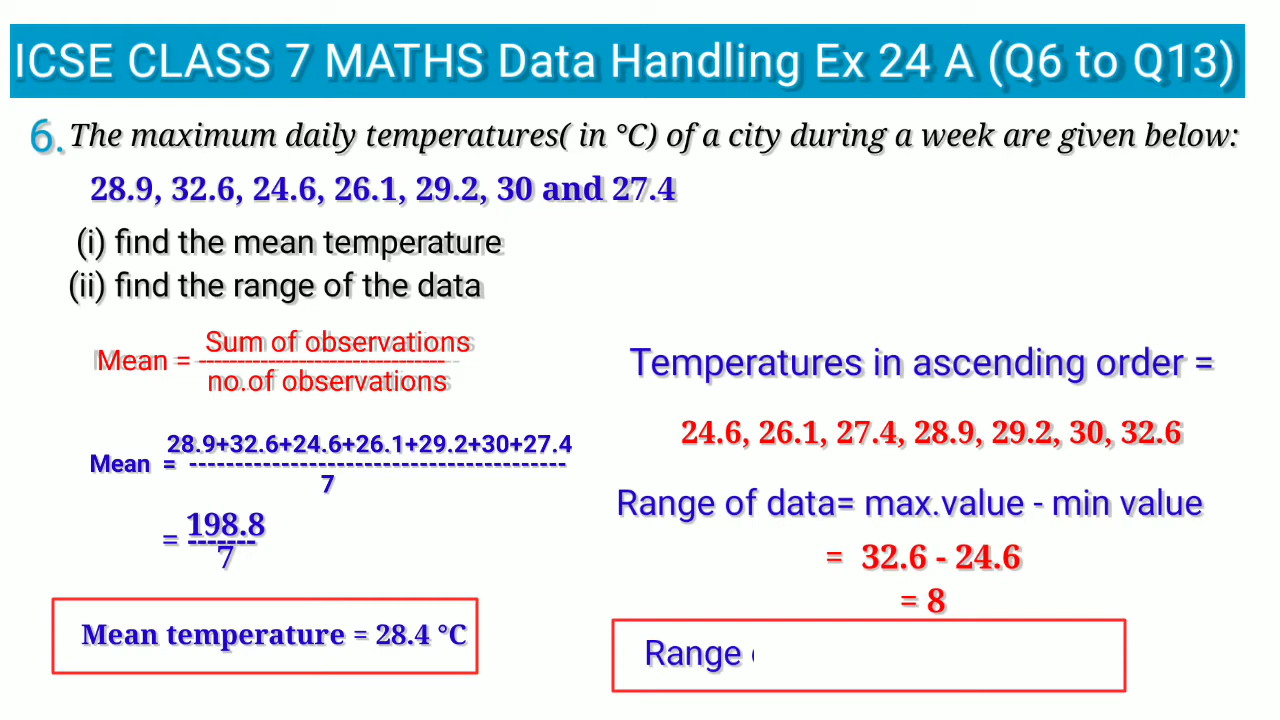 ICSE CLASS 7 MATHS Data Handling Ex 24 A (Q6 to Q13)
6. The maximum daily temperatures( in °C) of a city during a week are given below:
28.9, 32.6, 24.6, 26.1, 29.2, 30 and 27.4
(i) find the mean temperature
(ii) find the range of the data
Sum of observations
Mean = --------------------------------
no.of observations
28.9+32.6+24.6+26.1+29.2+30+27.4
Mean = -----------------------------------------
7
198.8
= -------
7
Mean temperature = 28.4 °C
Temperatures in ascending order =
24.6, 26.1, 27.4, 28.9, 29.2, 30, 32.6
Range of data= max.value - min value
= 32.6 - 24.6
= 8
Range